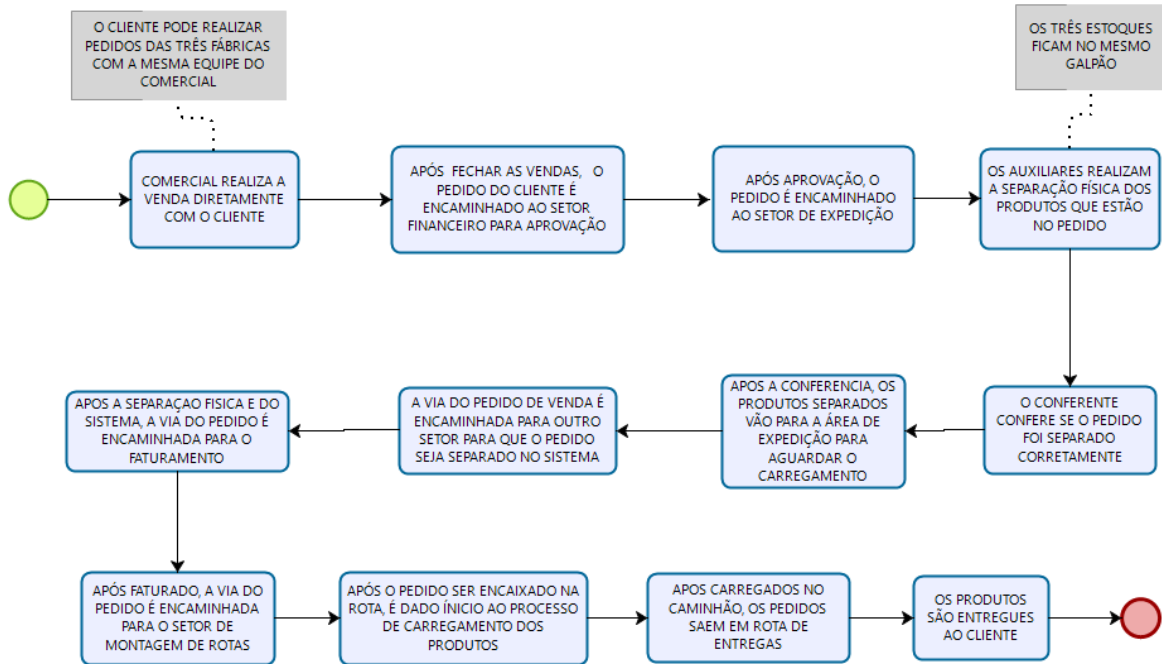 O CLIENTE PODE REALIZAR
PEDIDOS DAS TRÊS FÁBRICAS
COM A MESMA EQUIPE DO
COMERCIAL
OS TRÊS ESTOQUES
FICAM NO MESMO
GALPÃO
COMERCIAL REALIZA A
VENDA DIRETAMENTE
COM O CLIENTE
APÓS FECHAR AS VENDAS, O
PEDIDO DO CLIENTE É
ENCAMINHADO AO SETOR
FINANCEIRO PARA APROVAÇÃO
APÓS APROVAÇÃO, O
PEDIDO É ENCAMINHADO
AO SETOR DE EXPEDIÇÃO
OS AUXILIARES REALIZAM
A SEPARAÇÃO FÍSICA DOS
PRODUTOS QUE ESTÃO
NO PEDIDO
O CONFERENTE
CONFERE SE O PEDIDO
FOI SEPARADO
CORRETAMENTE
APOS A CONFERENCIA, OS
PRODUTOS SEPARADOS
VÃO PARA A ÁREA DE
EXPEDIÇÃO PARA
AGUARDAR O
CARREGAMENTO
A VIA DO PEDIDO DE VENDA É
ENCAMINHADA PARA OUTRO
SETOR PARA QUE O PEDIDO
SEJA SEPARADO NO SISTEMA
APOS A SEPARAÇAO FISICA E DO
SISTEMA, A VIA DO PEDIDO É
ENCAMINHADA PARA O
FATURAMENTO
APÓS FATURADO, A VIA DO
PEDIDO É ENCAMINHADA
PARA O SETOR DE
MONTAGEM DE ROTAS
APÓS O PEDIDO SER ENCAIXADO NA
ROTA, É DADO ÍNICIO AO PROCESSO
DE CARREGAMENTO DOS
PRODUTOS
APOS CARREGADOS NO
CAMINHÃO, OS PEDIDOS
SAEM EM ROTA DE
ENTREGAS
OS PRODUTOS
SÃO ENTREGUES
AO CLIENTE